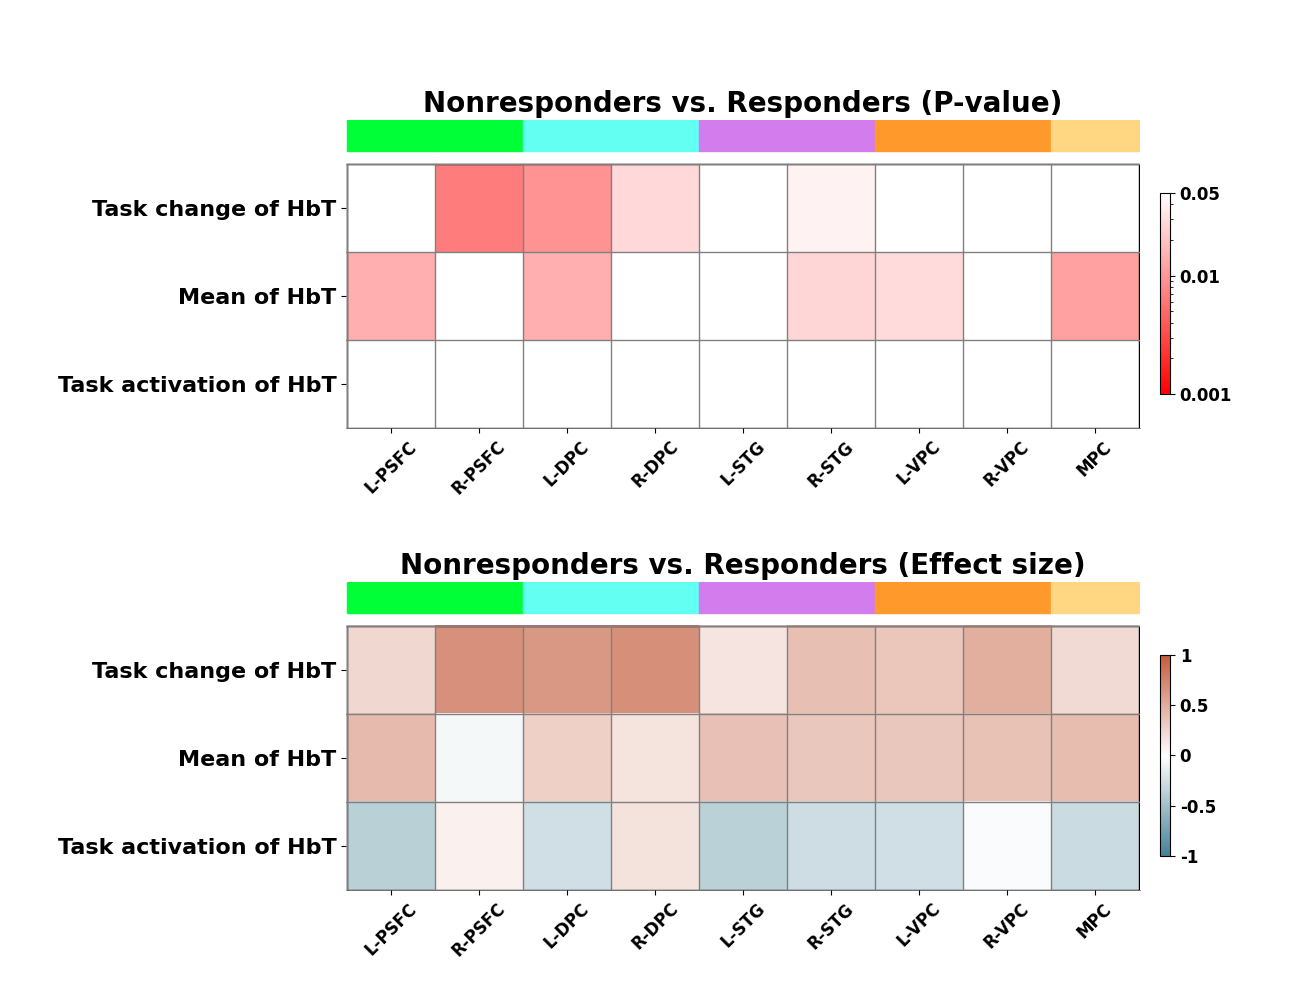 Nonresponders vs. Responders (P-value)
Task change of HbT
Mean of HbT
Task activation of HbT
0.05
0.01
0.001
L-PSFC
R-PSFC
L-DPC
R-DPC
L-STG
R-STG
L-VPC
R-VPC
MPC
Nonresponders vs. Responders (Effect size)
Task change of HbT
Mean of HbT
Task activation of HbT
1
0.5
0
-0.5
-1
L-PSFC
R-PSFC
L-DPC
R-DPC
L-STG
R-STG
L-VPC
R-VPC
MPC